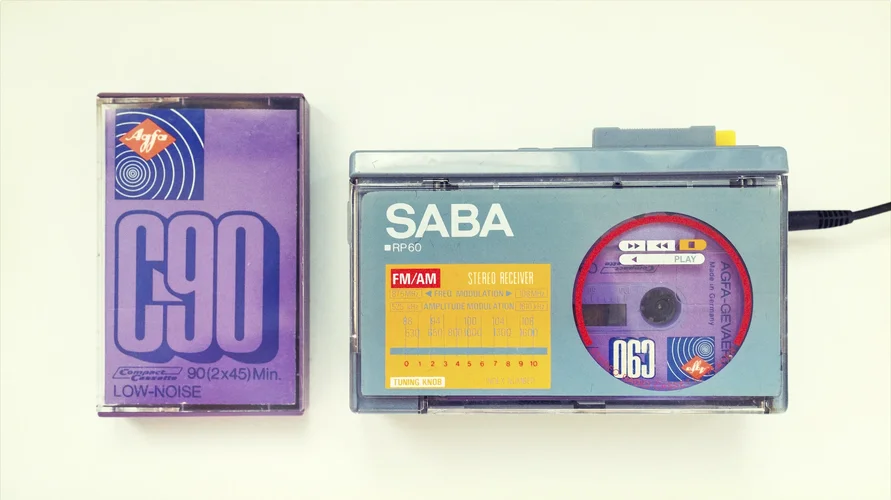 Agfa
C90
Compact
Cassette
90(2x45)Min.
LOW-NOISE
SABA
RP60
FM/AM
STEREO RECEIVER
FREQ MODULATION
AMPLITUDE MODULATION
0 1 2 3 4 5 6 7 8 9 10
TUNING KNOB
PLAY
AGFA-GEVAERT
Made in Germany
C90
Agfa